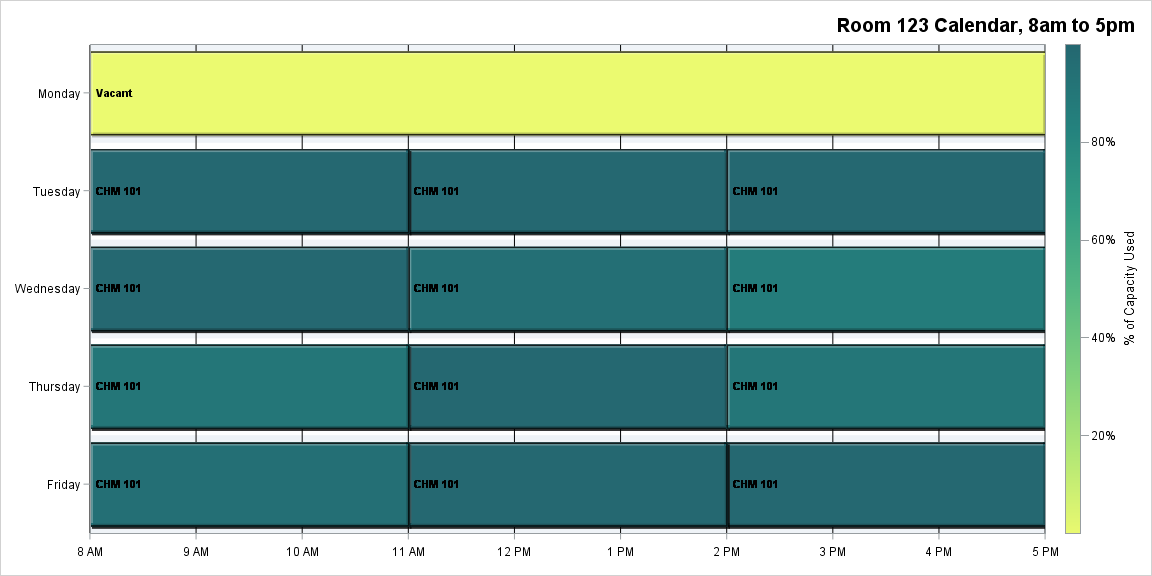 Room 123 Calendar, 8am to 5pm
Monday
Vacant
Tuesday
CHM 101
CHM 101
CHM 101
Wednesday
CHM 101
CHM 101
CHM 101
Thursday
CHM 101
CHM 101
CHM 101
Friday
CHM 101
CHM 101
CHM 101
8 AM
9 AM
10 AM
11 AM
12 PM
1 PM
2 PM
3 PM
4 PM
5 PM
80%
60%
40%
20%
% of Capacity Used